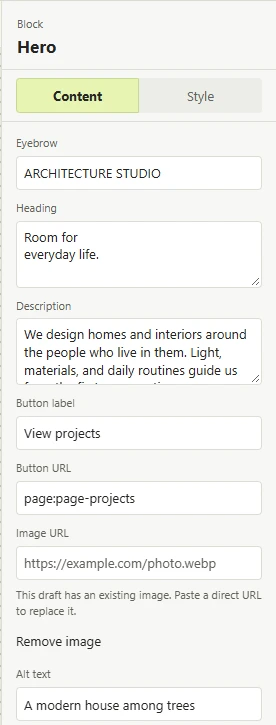 Block
Hero
Content
Style
Eyebrow
ARCHITECTURE STUDIO
Heading
Room for
everyday life.
Description
We design homes and interiors around
the people who live in them. Light,
materials, and daily routines guide us
Button label
View projects
Button URL
page:page-projects
Image URL
https://example.com/photo.webp
This draft has an existing image. Paste a direct URL
to replace it.
Remove image
Alt text
A modern house among trees